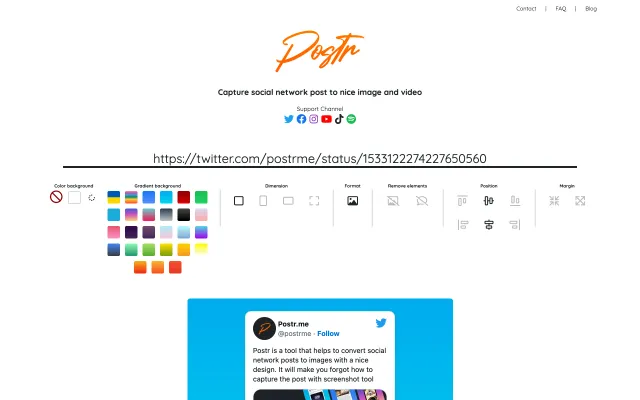 Contact | FAQ | Blog
Postr
Capture social network post to nice image and video
Support Channel
https://twitter.com/postrme/status/1533122274227650560
Color background Gradient background Dimension Format Remove elements Position Margin
Postr.me
@postrme · Follow
Postr is a tool that helps to convert social
network posts to images with a nice
design. It will make you forgot how to
capture the post with screenshot tool